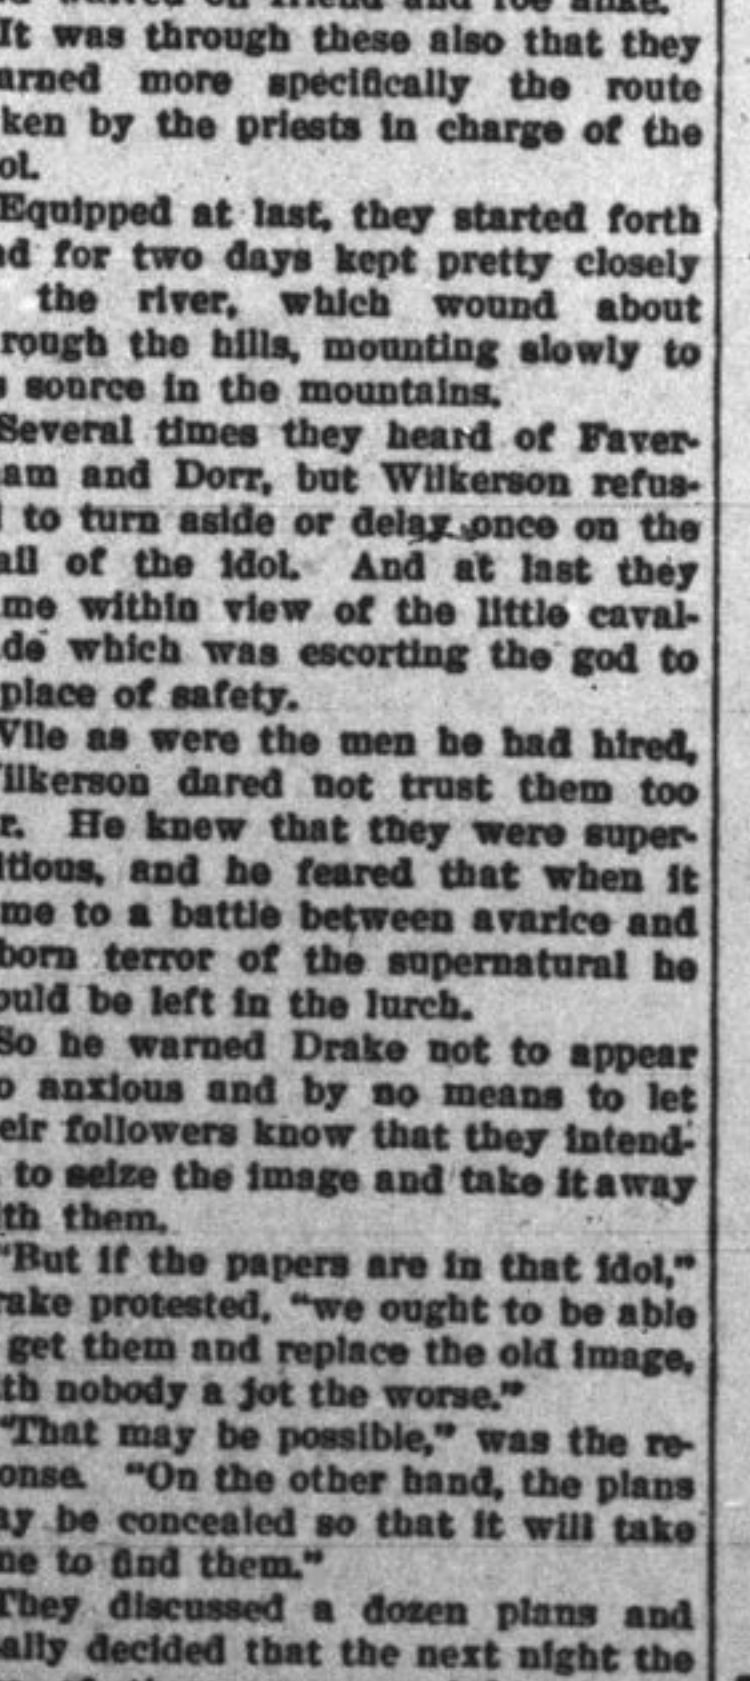 It was through these also that they
arned more specifically the route
ken by the priests in charge of the
ol.
Equipped at last, they started forth
nd for two days kept pretty closely
the river, which wound about
rough the hills, mounting slowly to
s source in the mountains.
Several times they heard of Faver-
am and Dorr, but Wilkerson refus-
to turn aside or delay once on the
ail of the idol. And at last they
me within view of the little caval-
de which was escorting the god to
place of safety.
Vile as were the men he had hired,
ilkerson dared not trust them too
r. He knew that they were super-
itious, and he feared that when it
me to a battle between avarice and
born terror of the supernatural he
ould be left in the lurch.
So he warned Drake not to appear
o anxious and by no means to let
eir followers know that they intend-
to seize the image and take it away
th them.
"But if the papers are in that idol,"
rake protested, "we ought to be able
get them and replace the old image,
th nobody a jot the worse."
"That may be possible," was the re-
onse. "On the other hand, the plans
ay be concealed so that it will take
me to find them."
They discussed a dozen plans and
ally decided that the next night the